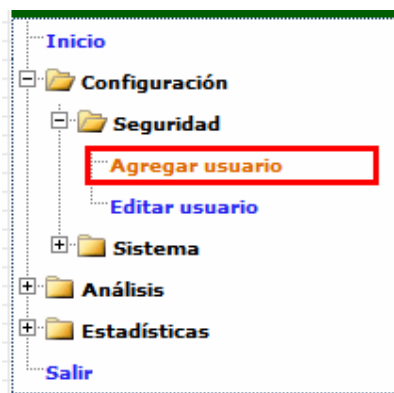 Inicio
Configuración
Seguridad
Agregar usuario
Editar usuario
Sistema
Análisis
Estadísticas
Salir